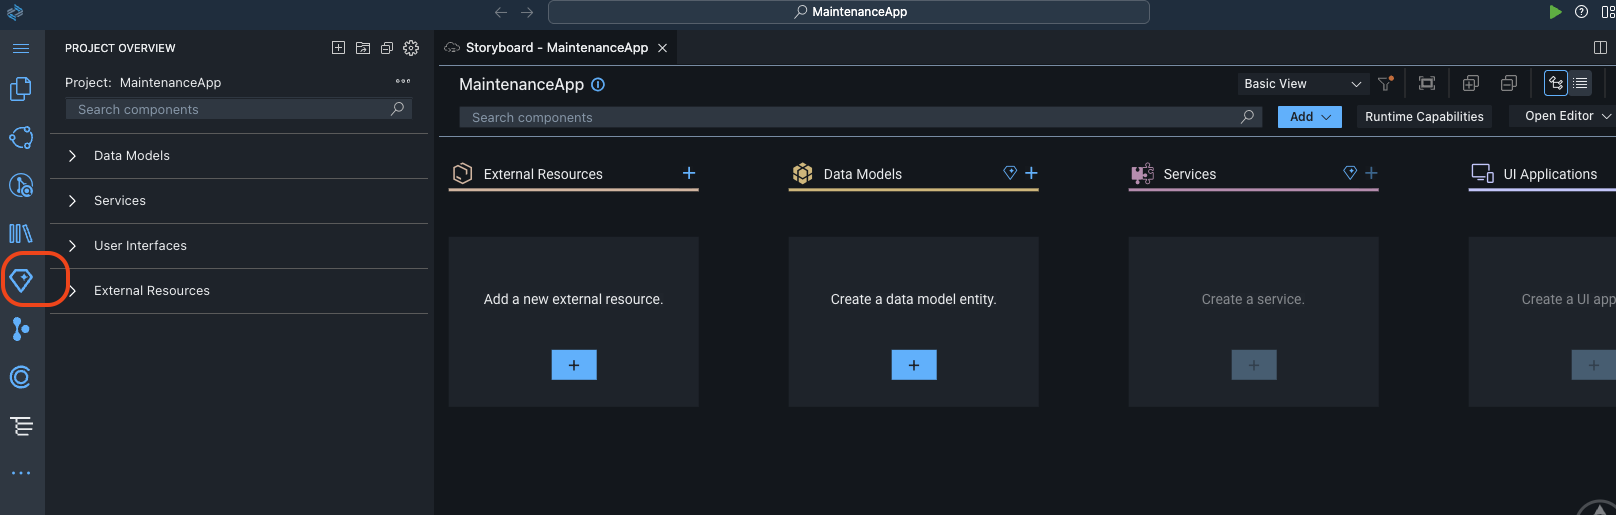 MaintenanceApp
PROJECT OVERVIEW
Project: MaintenanceApp
Search components
Data Models
Services
User Interfaces
External Resources
Storyboard - MaintenanceApp
MaintenanceApp
Basic View
Search components
Add
Runtime Capabilities
Open Editor
External Resources
Data Models
Services
UI Applications
Add a new external resource.
Create a data model entity.
Create a service.
Create a UI app